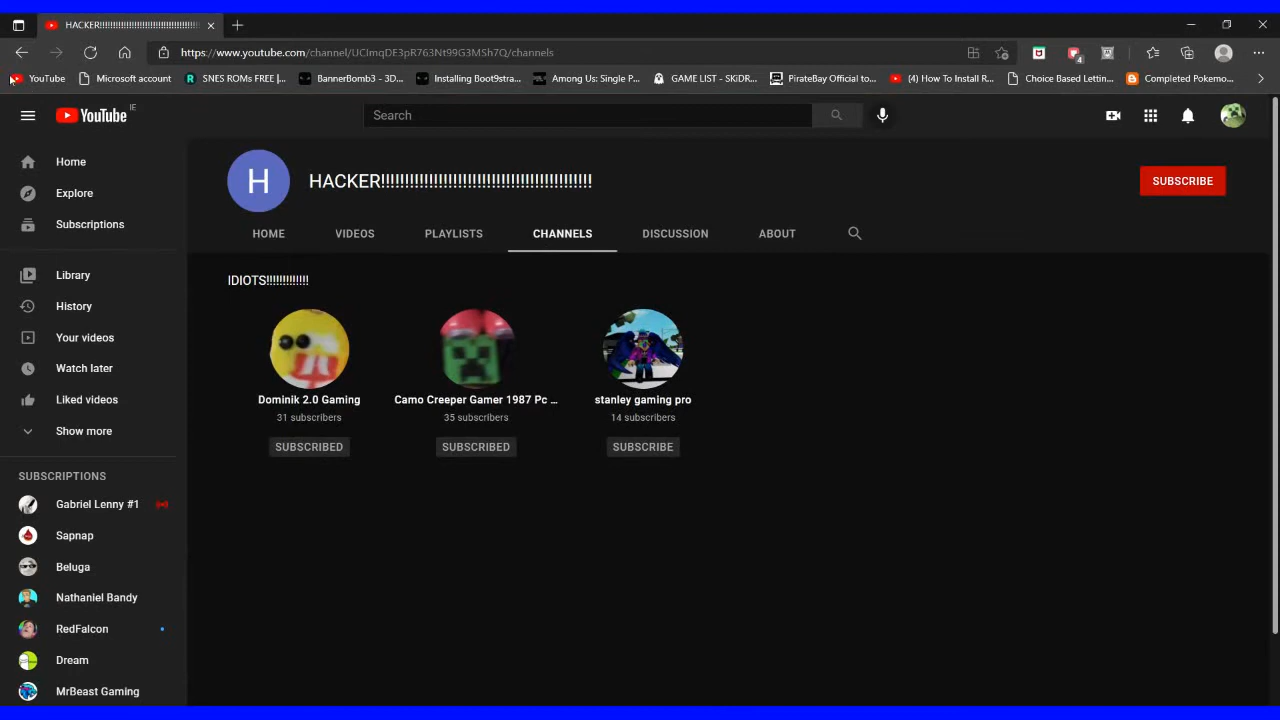 HACKER!!!!!!!!!!!!!!!!!!!!!!!!!!!!!!!!!!!!!!
https://www.youtube.com/channel/UCImqDE3pR763Nt99G3MSh7Q/channels
4
YouTube
Microsoft account
SNES ROMs FREE |...
BannerBomb3 - 3D...
Installing Boot9stra...
Among Us: Single P...
GAME LIST - SKiDR...
PirateBay Official to...
(4) How To Install R...
Choice Based Lettin...
Completed Pokemo...
YouTube IE
Search
Home
Explore
Subscriptions
Library
History
Your videos
Watch later
Liked videos
Show more
SUBSCRIPTIONS
Gabriel Lenny #1
Sapnap
Beluga
Nathaniel Bandy
RedFalcon
Dream
MrBeast Gaming
H
HACKER!!!!!!!!!!!!!!!!!!!!!!!!!!!!!!!!!!!!!!!!!!!!
SUBSCRIBE
HOME VIDEOS PLAYLISTS CHANNELS DISCUSSION ABOUT
IDIOTS!!!!!!!!!!!!!
Dominik 2.0 Gaming
31 subscribers
SUBSCRIBED
Camo Creeper Gamer 1987 Pc ...
35 subscribers
SUBSCRIBED
stanley gaming pro
14 subscribers
SUBSCRIBE